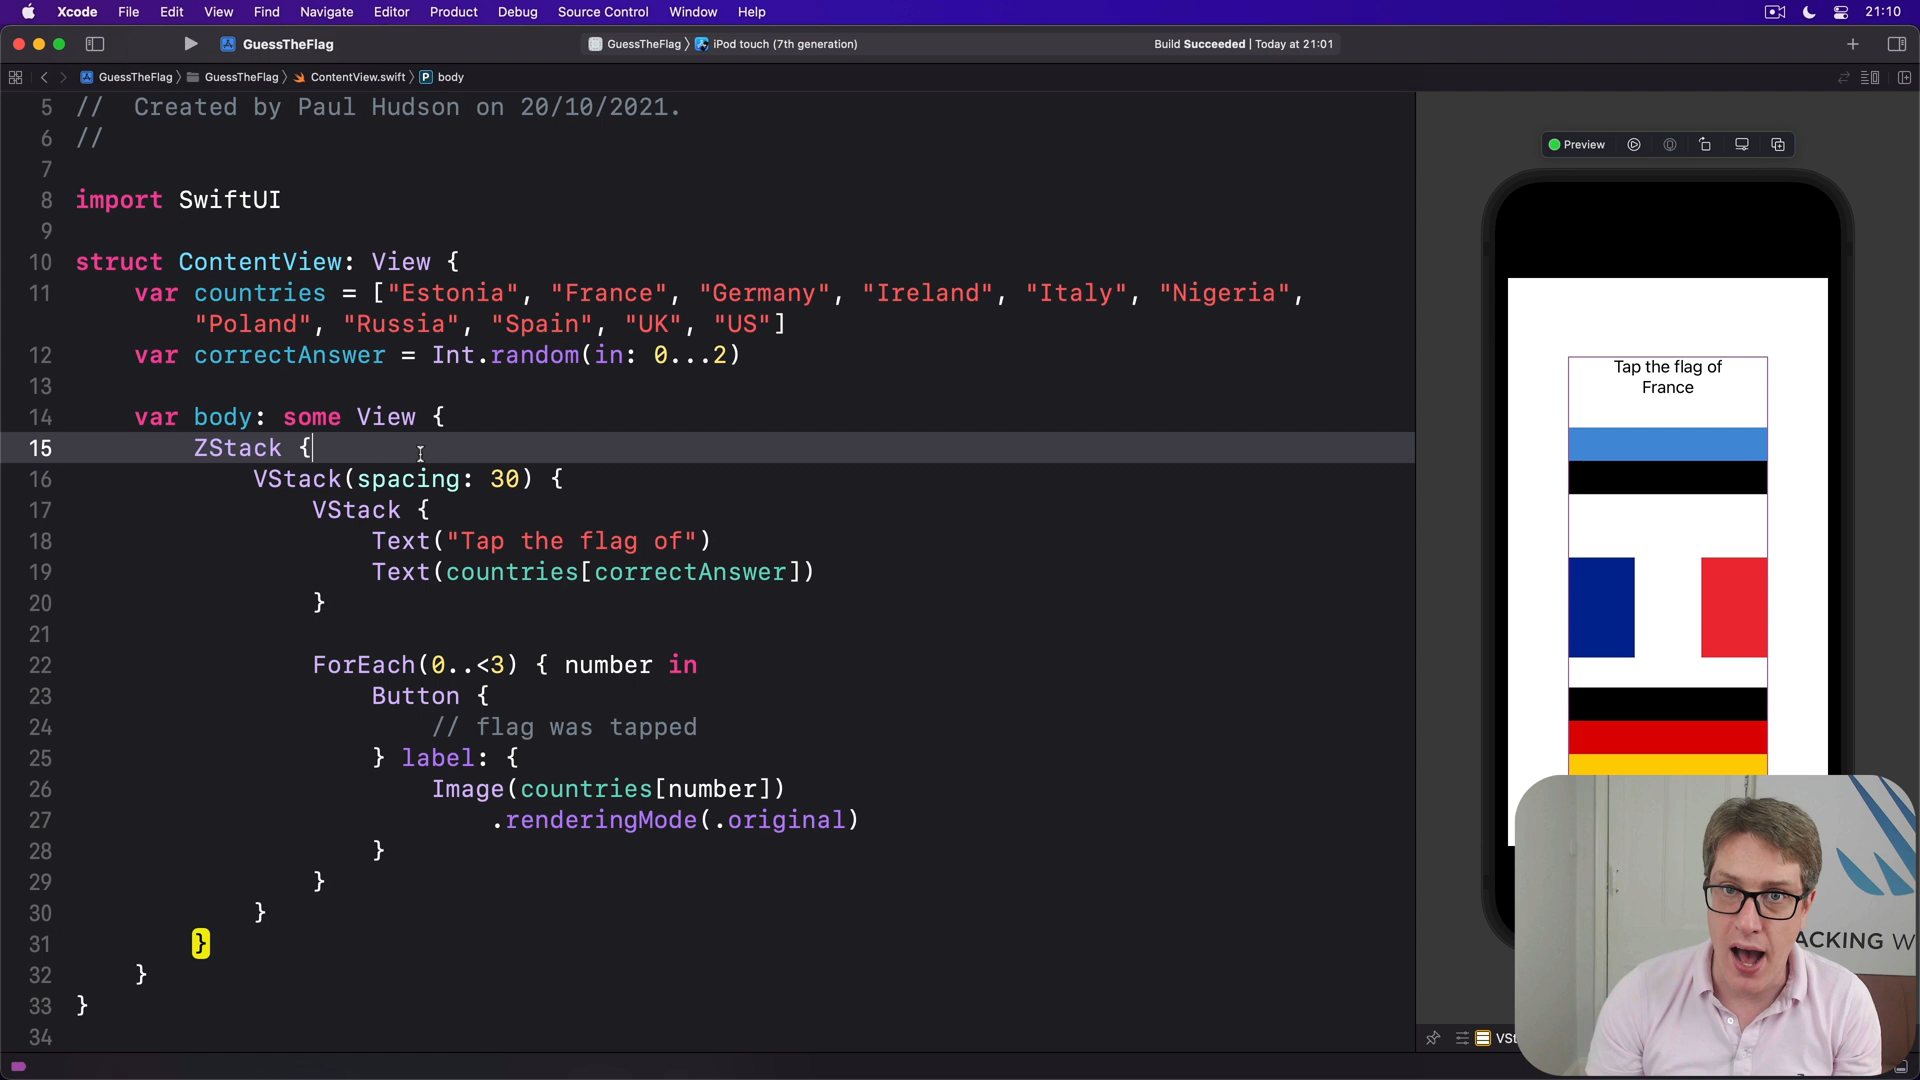 Xcode File Edit View Find Navigate Editor Product Debug Source Control Window Help 21:10
GuessTheFlag GuessTheFlag iPod touch (7th generation) Build Succeeded | Today at 21:01
GuessTheFlag GuessTheFlag ContentView.swift P body
5 // Created by Paul Hudson on 20/10/2021.
6 //
7
8 import SwiftUI
9
10 struct ContentView: View {
11 var countries = ["Estonia", "France", "Germany", "Ireland", "Italy", "Nigeria",
"Poland", "Russia", "Spain", "UK", "US"]
12 var correctAnswer = Int.random(in: 0...2)
13
14 var body: some View {
15 ZStack {
16 VStack(spacing: 30) {
17 VStack {
18 Text("Tap the flag of")
19 Text(countries[correctAnswer])
20 }
21
22 ForEach(0..<3) { number in
23 Button {
24 // flag was tapped
25 } label: {
26 Image(countries[number])
27 .renderingMode(.original)
28 }
29 }
30 }
31 }
32 }
33 }
34
Preview
Tap the flag of
France
ACKING W
VSt